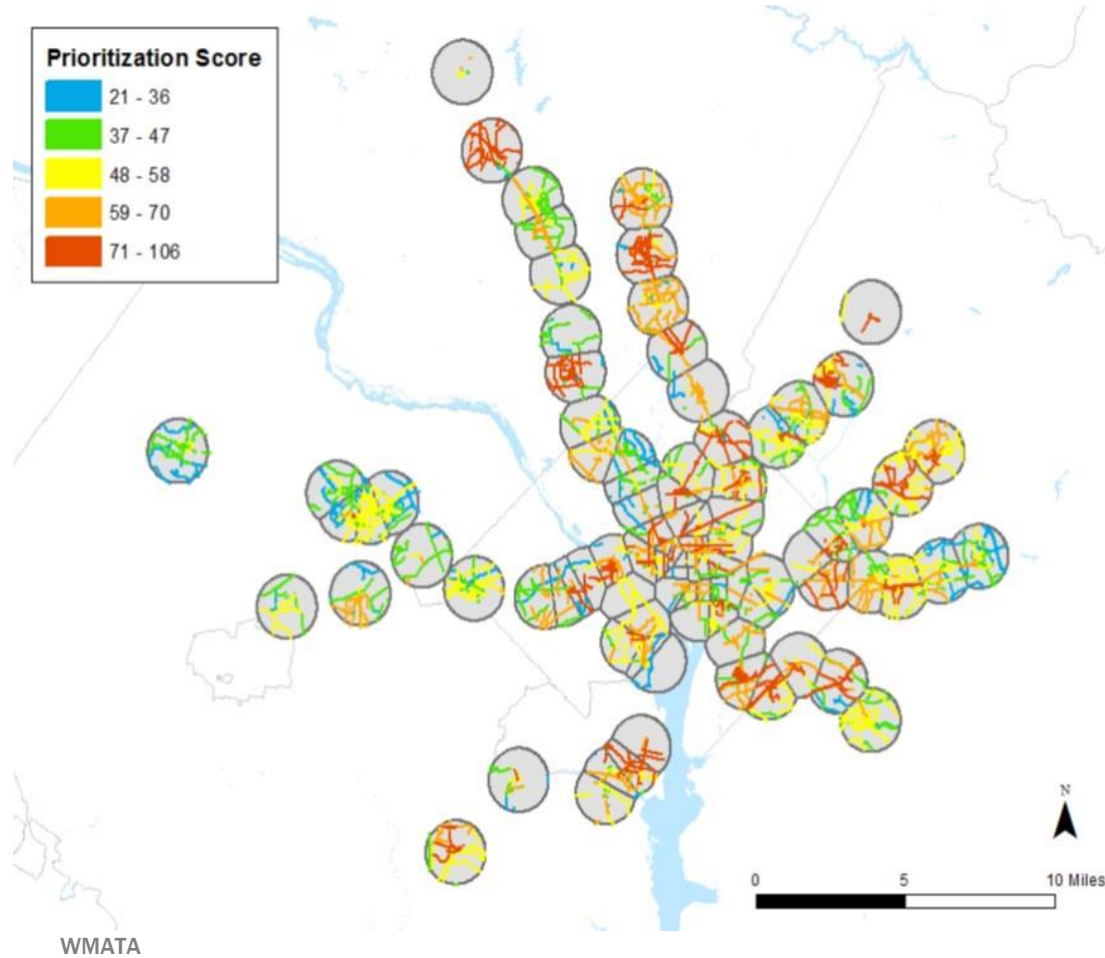 Prioritization Score
21 - 36
37 - 47
48 - 58
59 - 70
71 - 106
N
0 5 10 Miles
WMATA